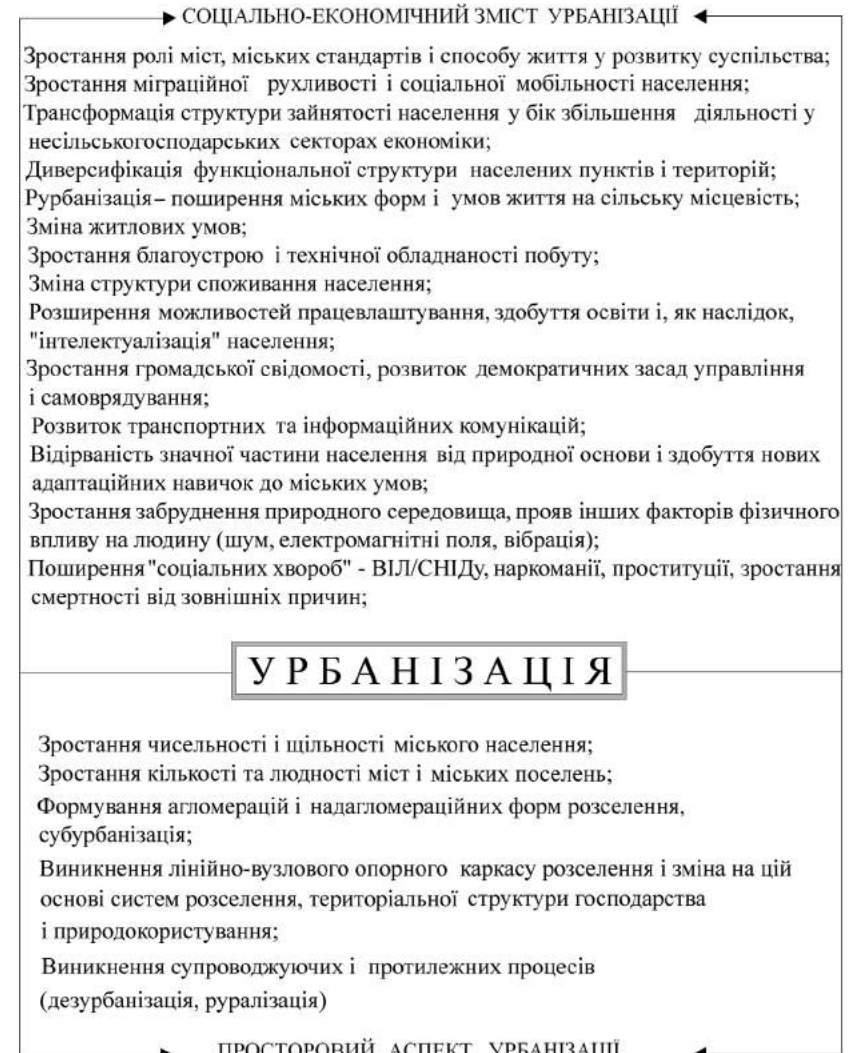 СОЦІАЛЬНО-ЕКОНОМІЧНИЙ ЗМІСТ УРБАНІЗАЦІЇ
Зростання ролі міст, міських стандартів і способу життя у розвитку суспільства;
Зростання міграційної рухливості і соціальної мобільності населення;
Трансформація структури зайнятості населення у бік збільшення діяльності у
несільськогосподарських секторах економіки;
Диверсифікація функціональної структури населених пунктів і територій;
Рурбанізація – поширення міських форм і умов життя на сільську місцевість;
Зміна житлових умов;
Зростання благоустрою і технічної обладнаності побуту;
Зміна структури споживання населення;
Розширення можливостей працевлаштування, здобуття освіти і, як наслідок,
"інтелектуалізація" населення;
Зростання громадської свідомості, розвиток демократичних засад управління
і самоврядування;
Розвиток транспортних та інформаційних комунікацій;
Відірваність значної частини населення від природної основи і здобуття нових
адаптаційних навичок до міських умов;
Зростання забруднення природного середовища, прояв інших факторів фізичного
впливу на людину (шум, електромагнітні поля, вібрація);
Поширення "соціальних хвороб" - ВІЛ/СНІДу, наркоманії, проституції, зростання
смертності від зовнішніх причин;
УРБАНІЗАЦІЯ
Зростання чисельності і щільності міського населення;
Зростання кількості та людності міст і міських поселень;
Формування агломерацій і надагломераційних форм розселення,
субурбанізація;
Виникнення лінійно-вузлового опорного каркасу розселення і зміна на цій
основі систем розселення, територіальної структури господарства
і природокористування;
Виникнення супроводжуючих і протилежних процесів
(дезурбанізація, руралізація)
ПРОСТОРОВИЙ АСПЕКТ УРБАНІЗАЦІЇ